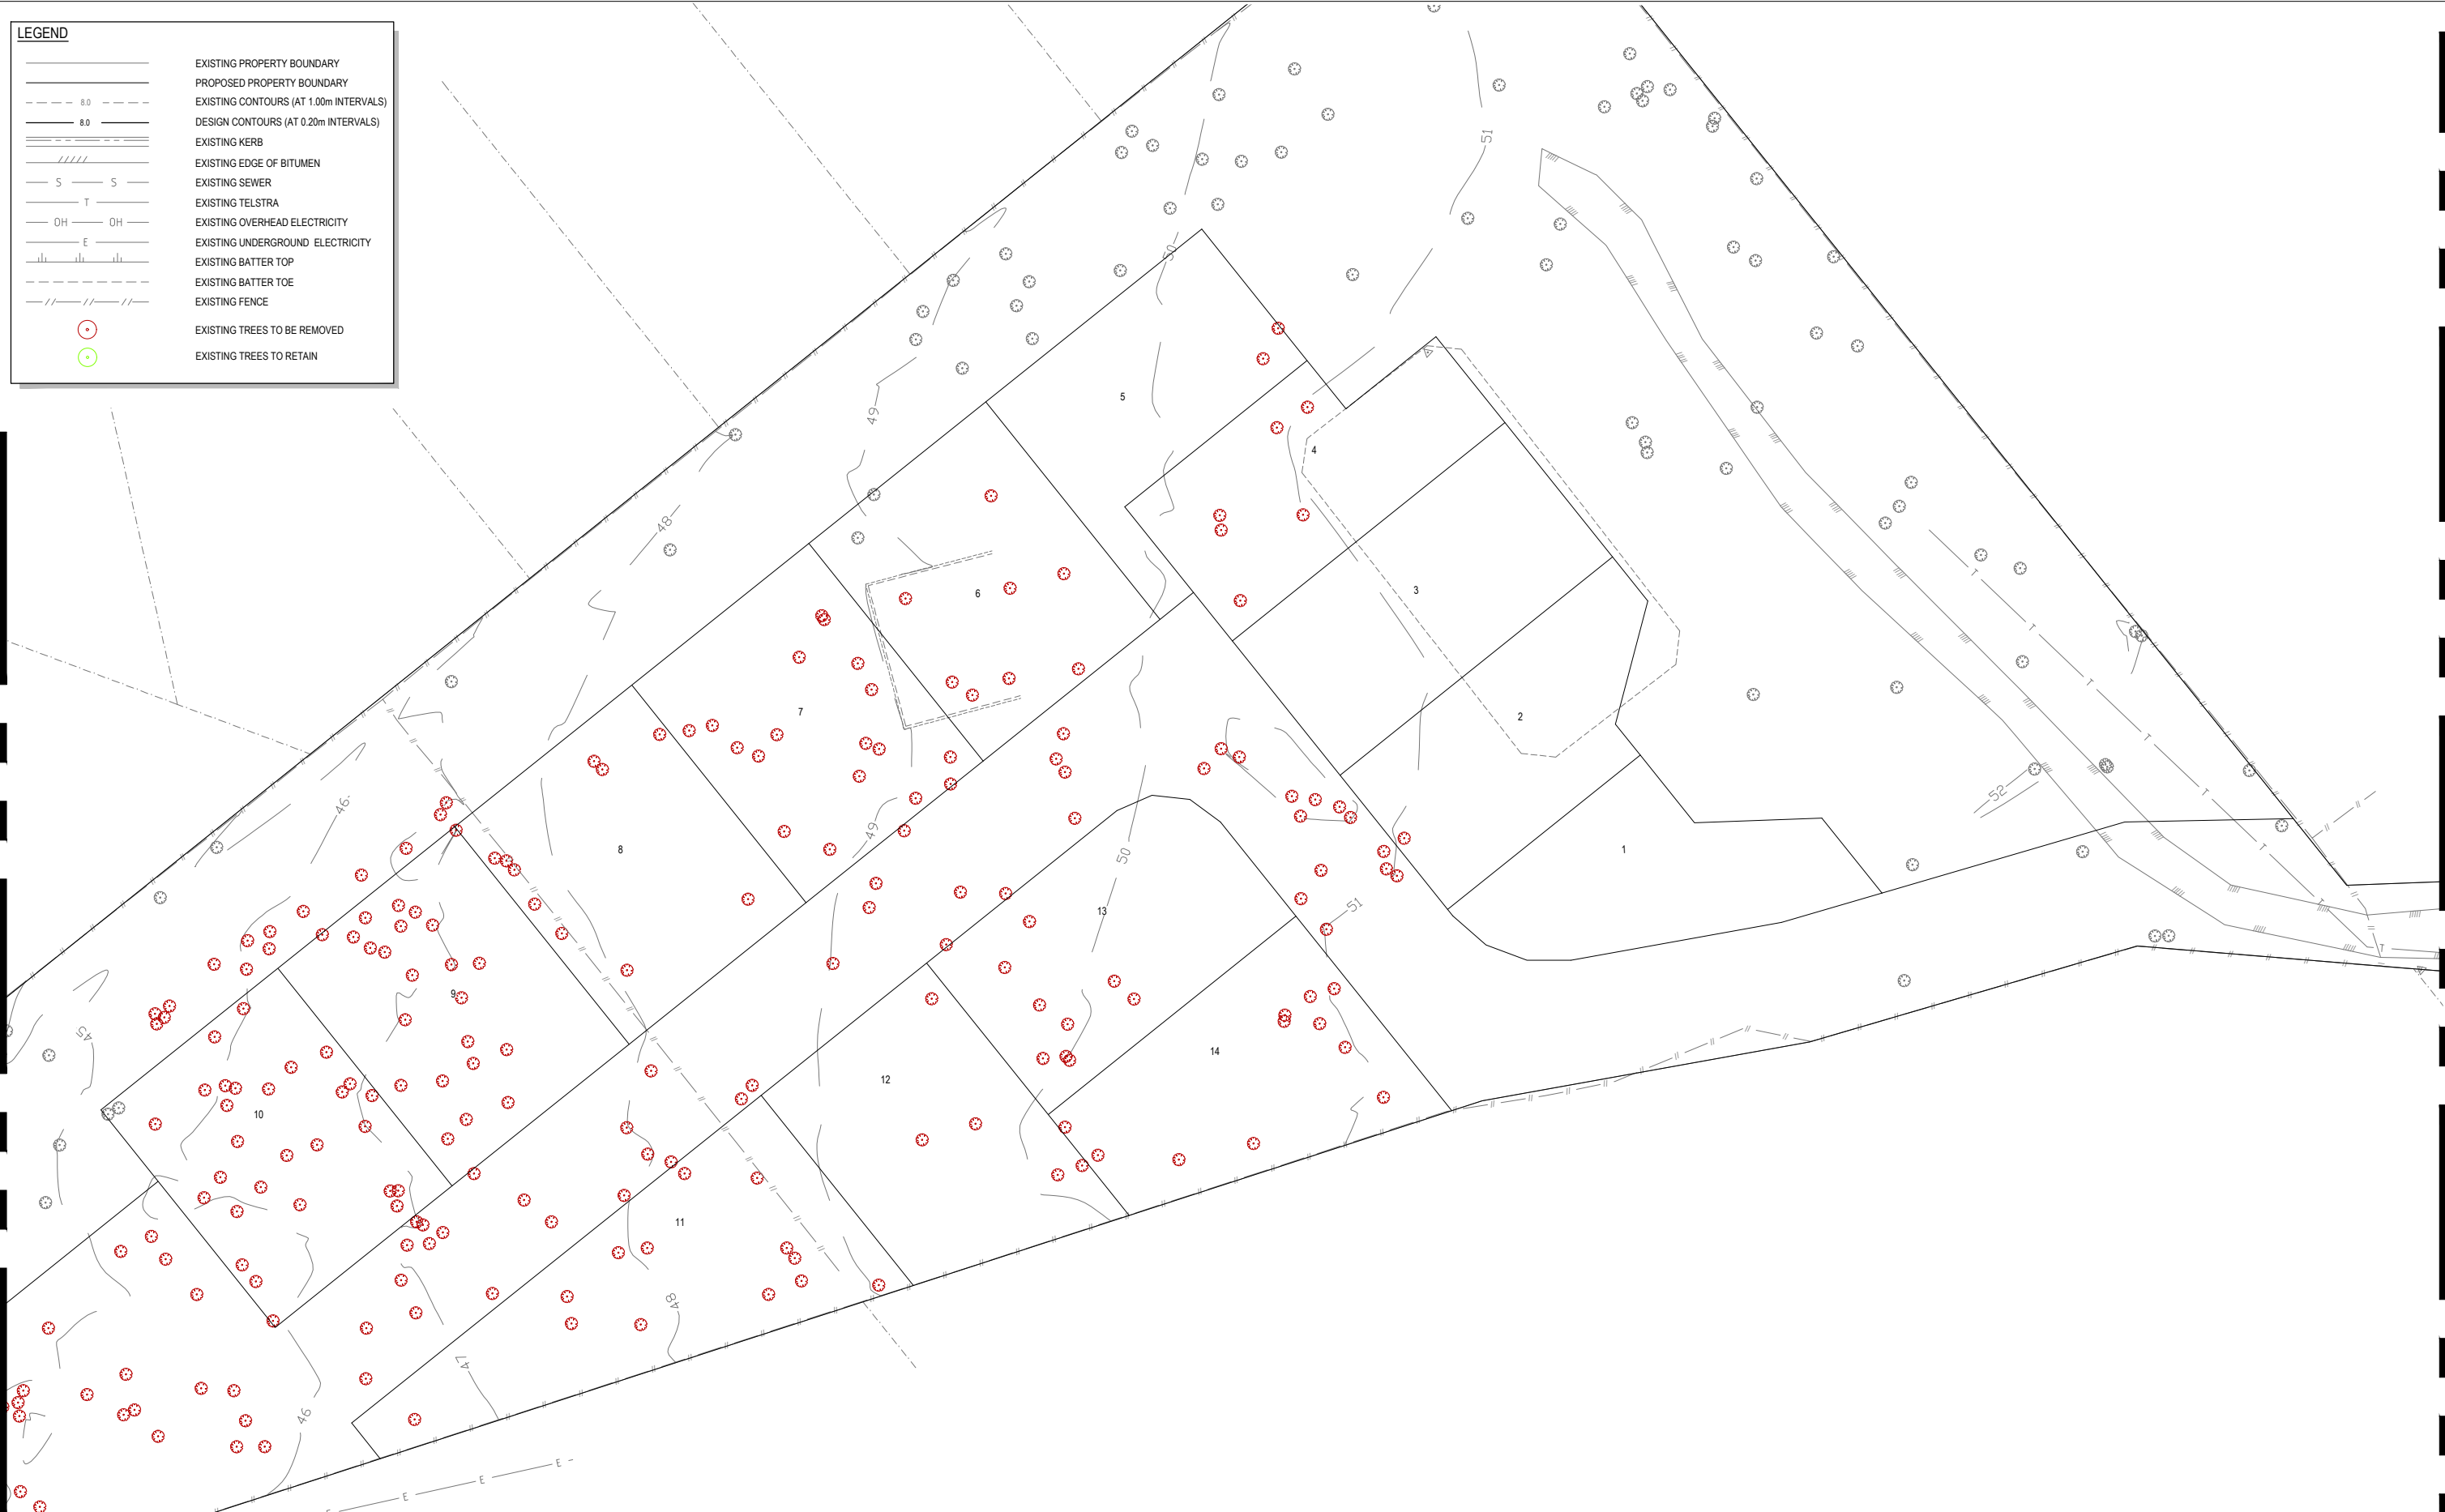 LEGEND
EXISTING PROPERTY BOUNDARY
PROPOSED PROPERTY BOUNDARY
8.0 EXISTING CONTOURS (AT 1.00m INTERVALS)
8.0 DESIGN CONTOURS (AT 0.20m INTERVALS)
EXISTING KERB
EXISTING EDGE OF BITUMEN
S S EXISTING SEWER
T EXISTING TELSTRA
OH OH EXISTING OVERHEAD ELECTRICITY
E EXISTING UNDERGROUND ELECTRICITY
EXISTING BATTER TOP
EXISTING BATTER TOE
EXISTING FENCE
EXISTING TREES TO BE REMOVED
EXISTING TREES TO RETAIN
51
50
49
5
4
48
T
6
3
T
T
7
2
T
52
46
T
49
8
1
50
T
51
13
T
T
9
45
14
12
10
11
48
47
46
E
E
E
E